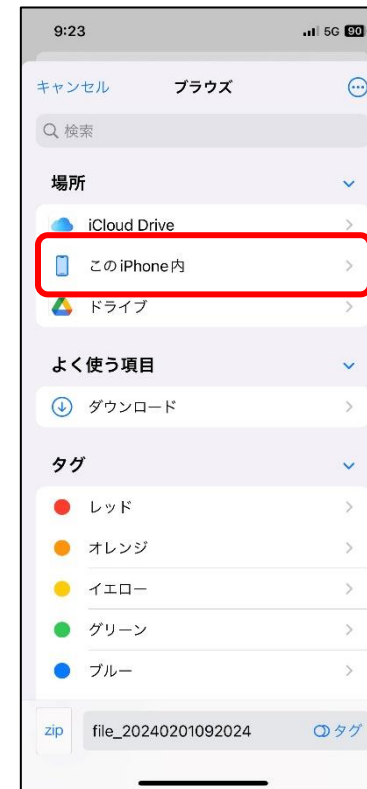 9:23 5G 90
キャンセル ブラウズ
検索
場所
iCloud Drive
このiPhone内
ドライブ
よく使う項目
ダウンロード
タグ
レッド
オレンジ
イエロー
グリーン
ブルー
zip file_20240201092024 タグ